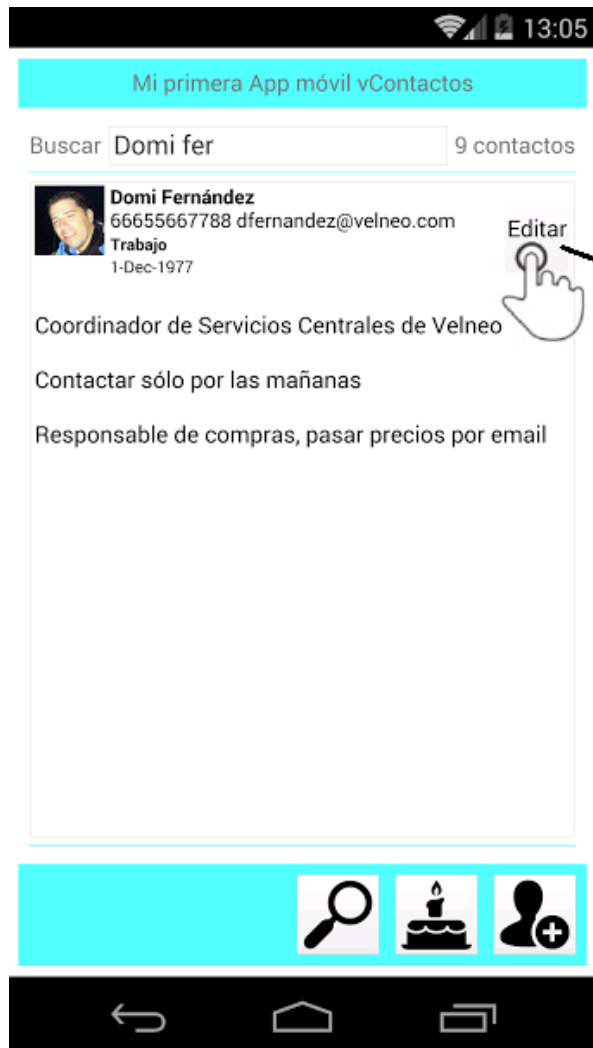 13:05
Mi primera App móvil vContactos
Buscar Domi fer 9 contactos
Domi Fernández
66655667788 dfernandez@velneo.com
Editar
Trabajo
1-Dec-1977
Coordinador de Servicios Centrales de Velneo
Contactar sólo por las mañanas
Responsable de compras, pasar precios por email